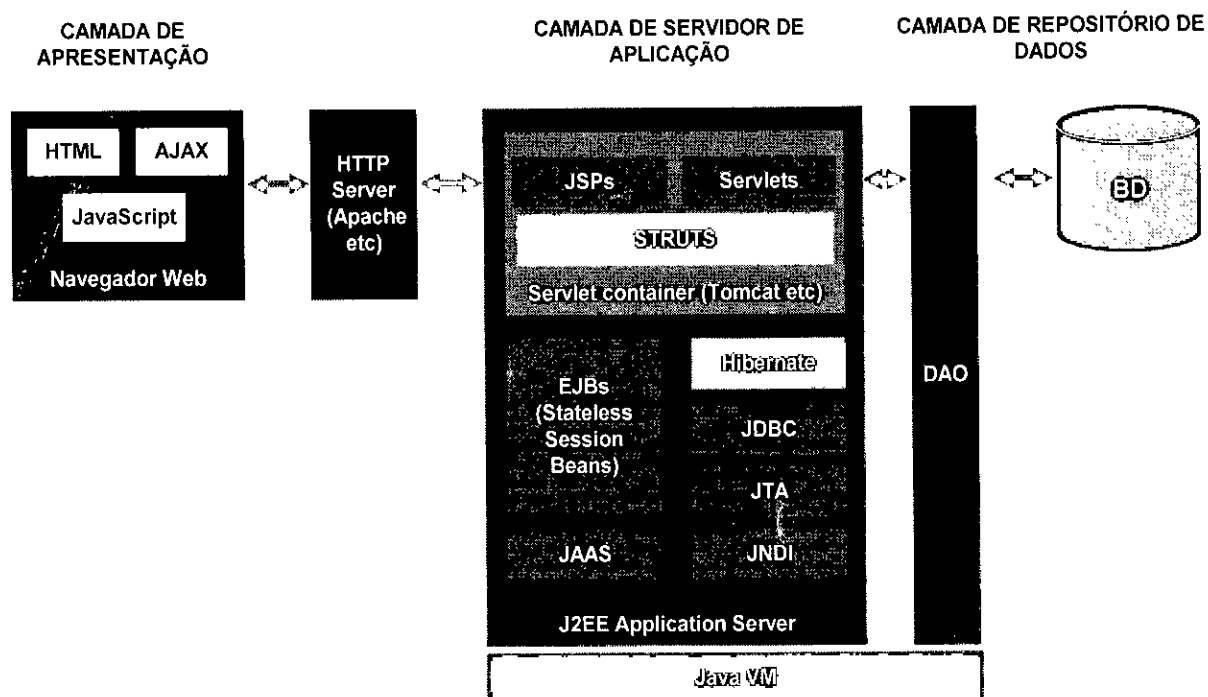 CAMADA DE
APRESENTAÇÃO
HTML
AJAX
JavaScript
Navegador Web
HTTP
Server
(Apache
etc)
CAMADA DE SERVIDOR DE
APLICAÇÃO
JSPs
Servlets
STRUTS
Servlet container (Tomcat etc)
EJBs
(Stateless
Session
Beans)
JAAS
Hibernate
JDBC
JTA
JNDI
J2EE Application Server
Java VM
CAMADA DE REPOSITÓRIO DE
DADOS
DAO
BD